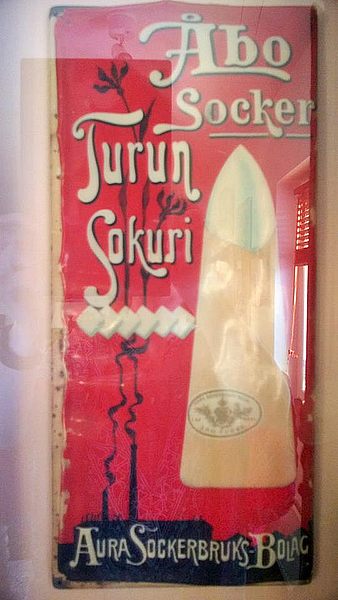 Åbo
Socker
Turun
Sokuri
Aura Sockerbruks-Bolag